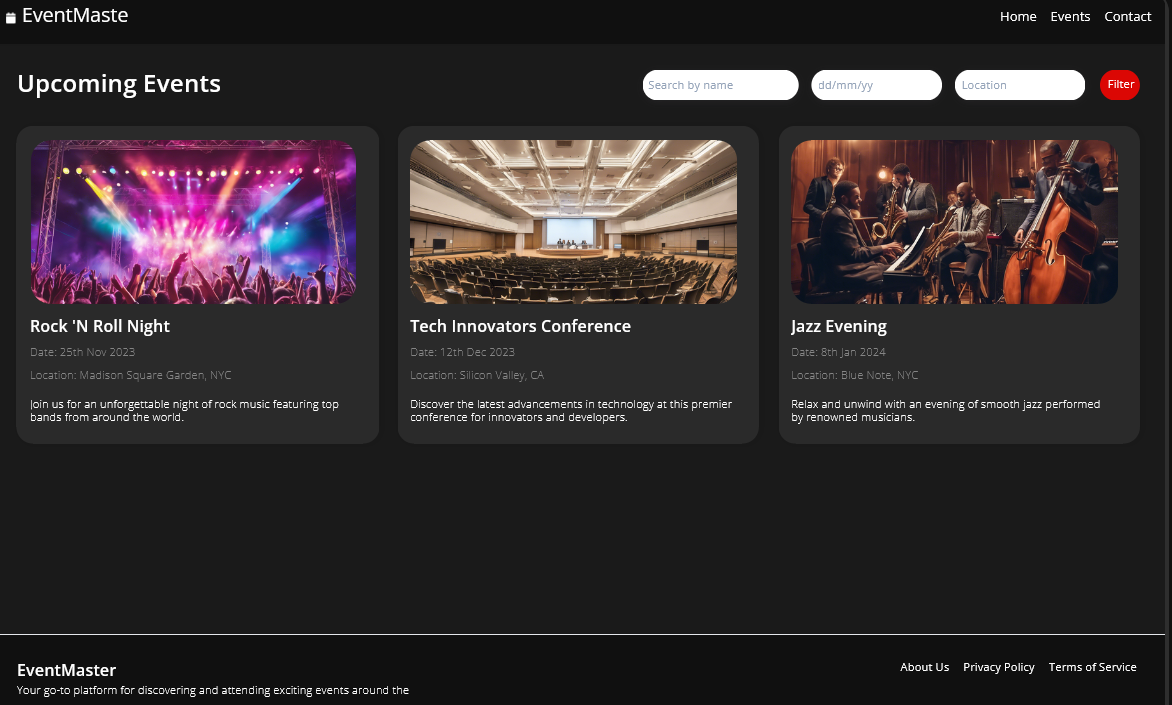 EventMaste
Home Events Contact
Upcoming Events
Search by name
dd/mm/yy
Location
Filter
Rock 'N Roll Night
Date: 25th Nov 2023
Location: Madison Square Garden, NYC
Join us for an unforgettable night of rock music featuring top
bands from around the world.
Tech Innovators Conference
Date: 12th Dec 2023
Location: Silicon Valley, CA
Discover the latest advancements in technology at this premier
conference for innovators and developers.
Jazz Evening
Date: 8th Jan 2024
Location: Blue Note, NYC
Relax and unwind with an evening of smooth jazz performed
by renowned musicians.
EventMaster
Your go-to platform for discovering and attending exciting events around the
About Us Privacy Policy Terms of Service